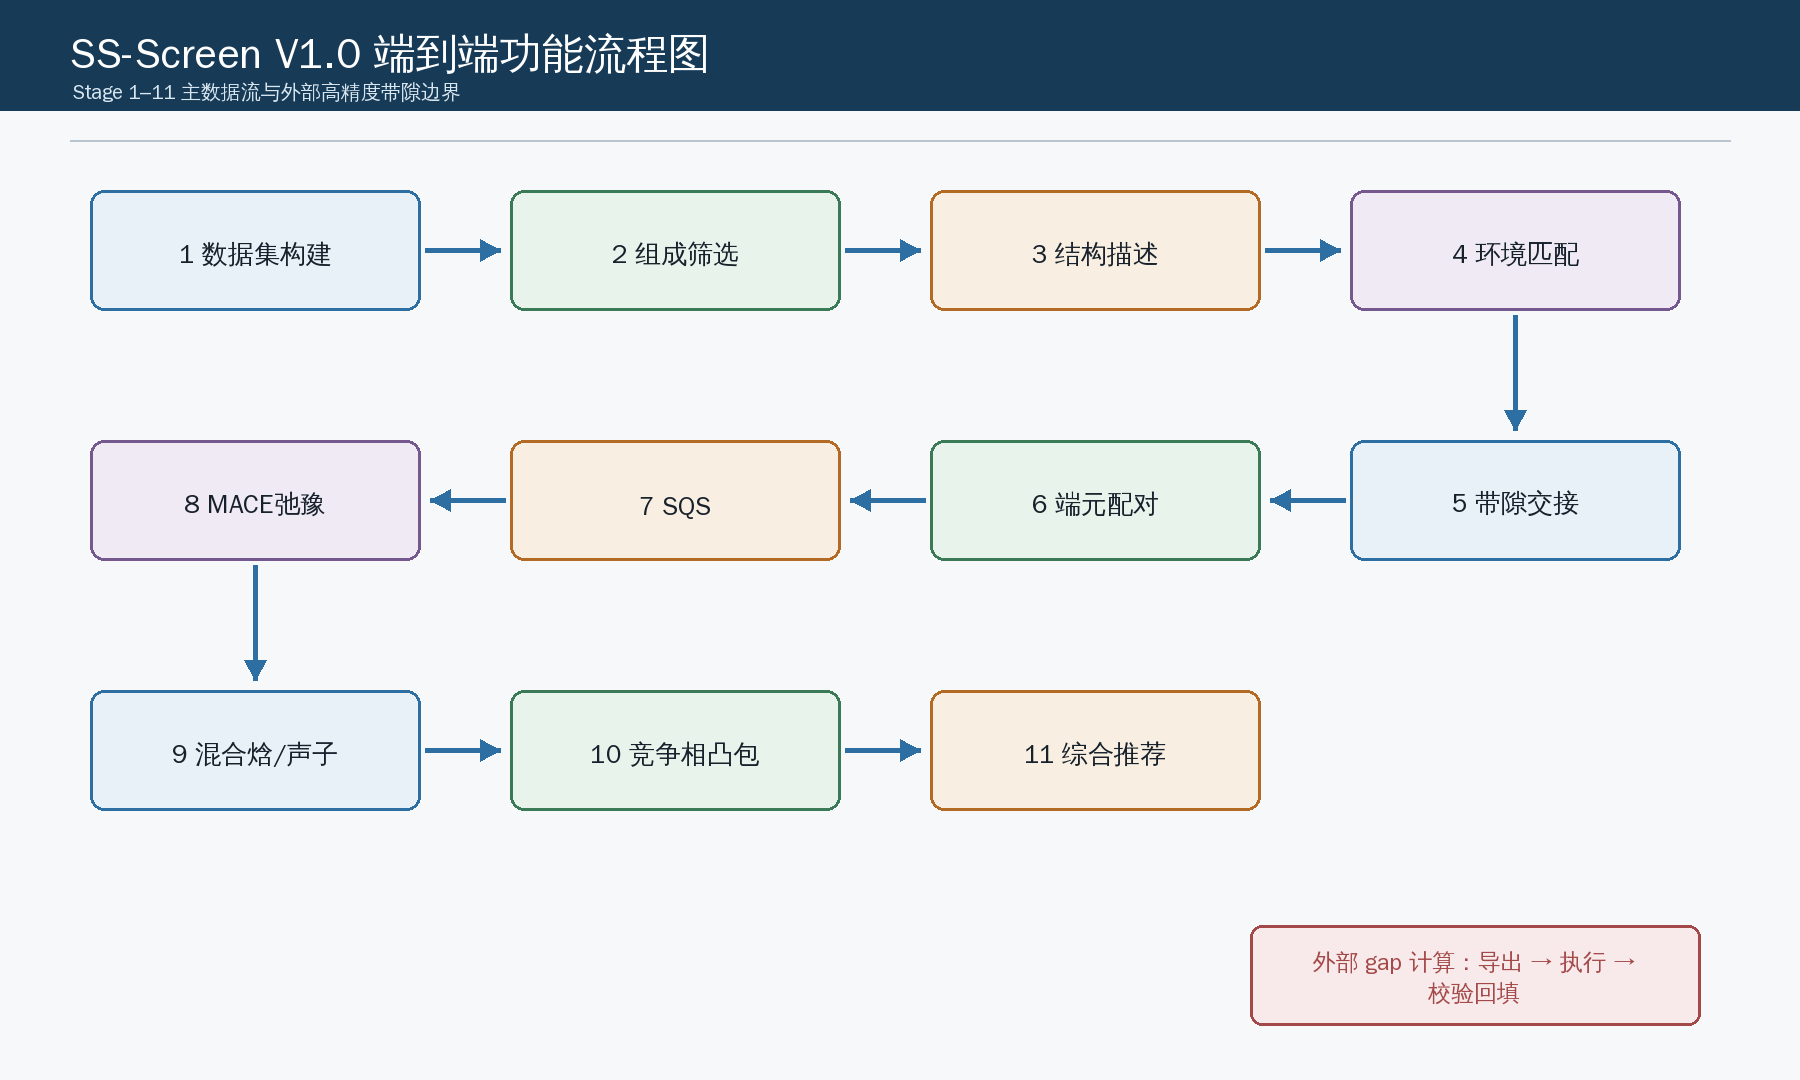 SS-Screen V1.0 端到端功能流程图
Stage 1–11 主数据流与外部高精度带隙边界
1 数据集构建
2 组成筛选
3 结构描述
4 环境匹配
8 MACE弛豫
7 SQS
6 端元配对
5 带隙交接
9 混合焓/声子
10 竞争相凸包
11 综合推荐
外部 gap 计算：导出 → 执行 →
校验回填